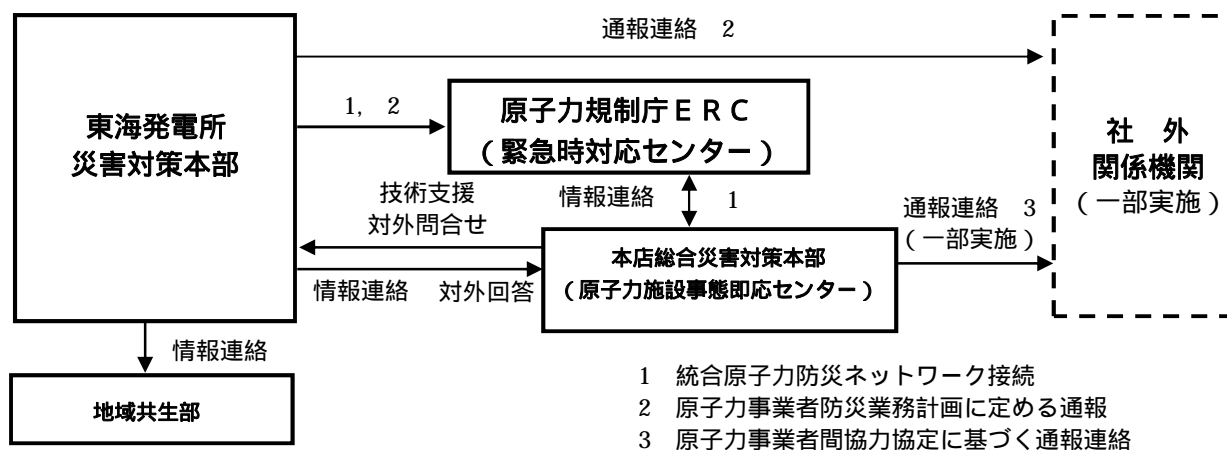 通報連絡 2
東海発電所
災害対策本部
1, 2
原子力規制庁ERC
(緊急時対応センター)
社 外
関係機関
(一部実施)
技術支援
対外問合せ
情報連絡 1
通報連絡 3
(一部実施)
本店総合災害対策本部
(原子力施設事態即応センター)
情報連絡 対外回答
情報連絡
地域共生部
1 統合原子力防災ネットワーク接続
2 原子力事業者防災業務計画に定める通報
3 原子力事業者間協力協定に基づく通報連絡